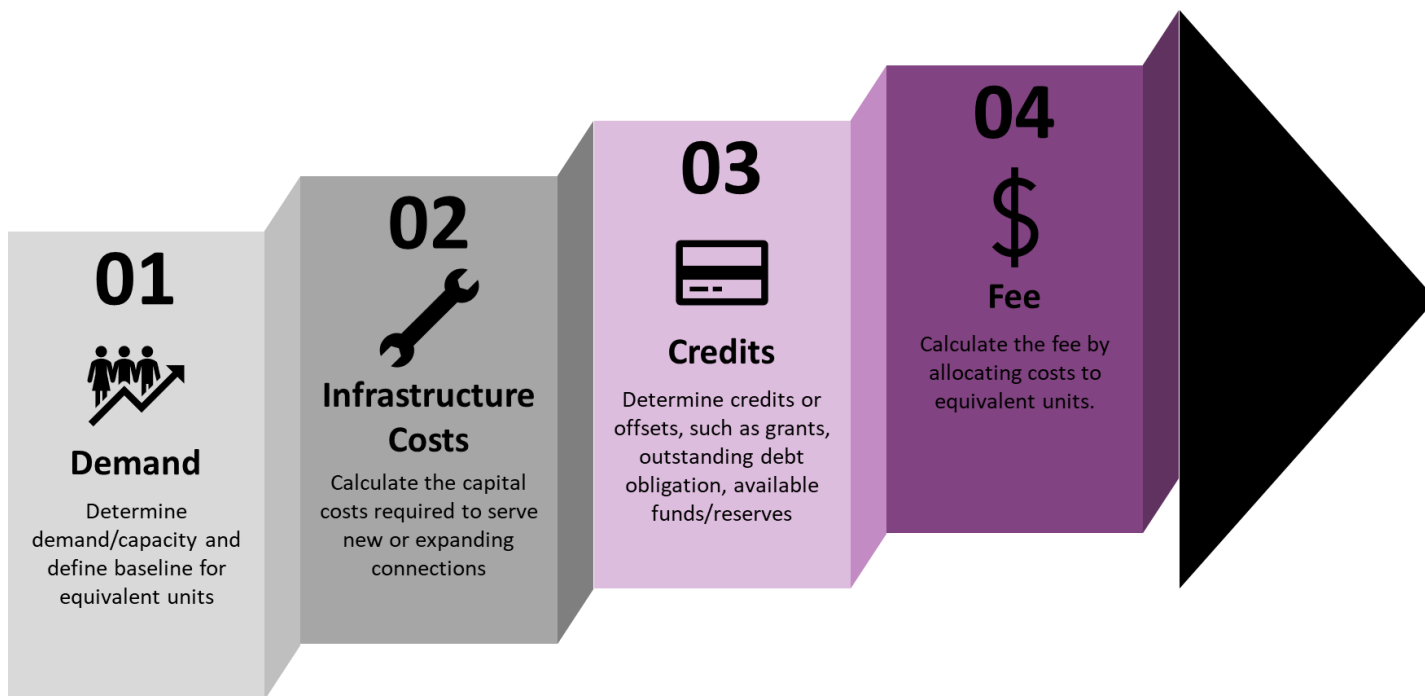 01
Demand
Determine
demand/capacity and
define baseline for
equivalent units
02
Infrastructure
Costs
Calculate the capital
costs required to serve
new or expanding
connections
03
Credits
Determine credits or
offsets, such as grants,
outstanding debt
obligation, available
funds/reserves
04
$
Fee
Calculate the fee by
allocating costs to
equivalent units.